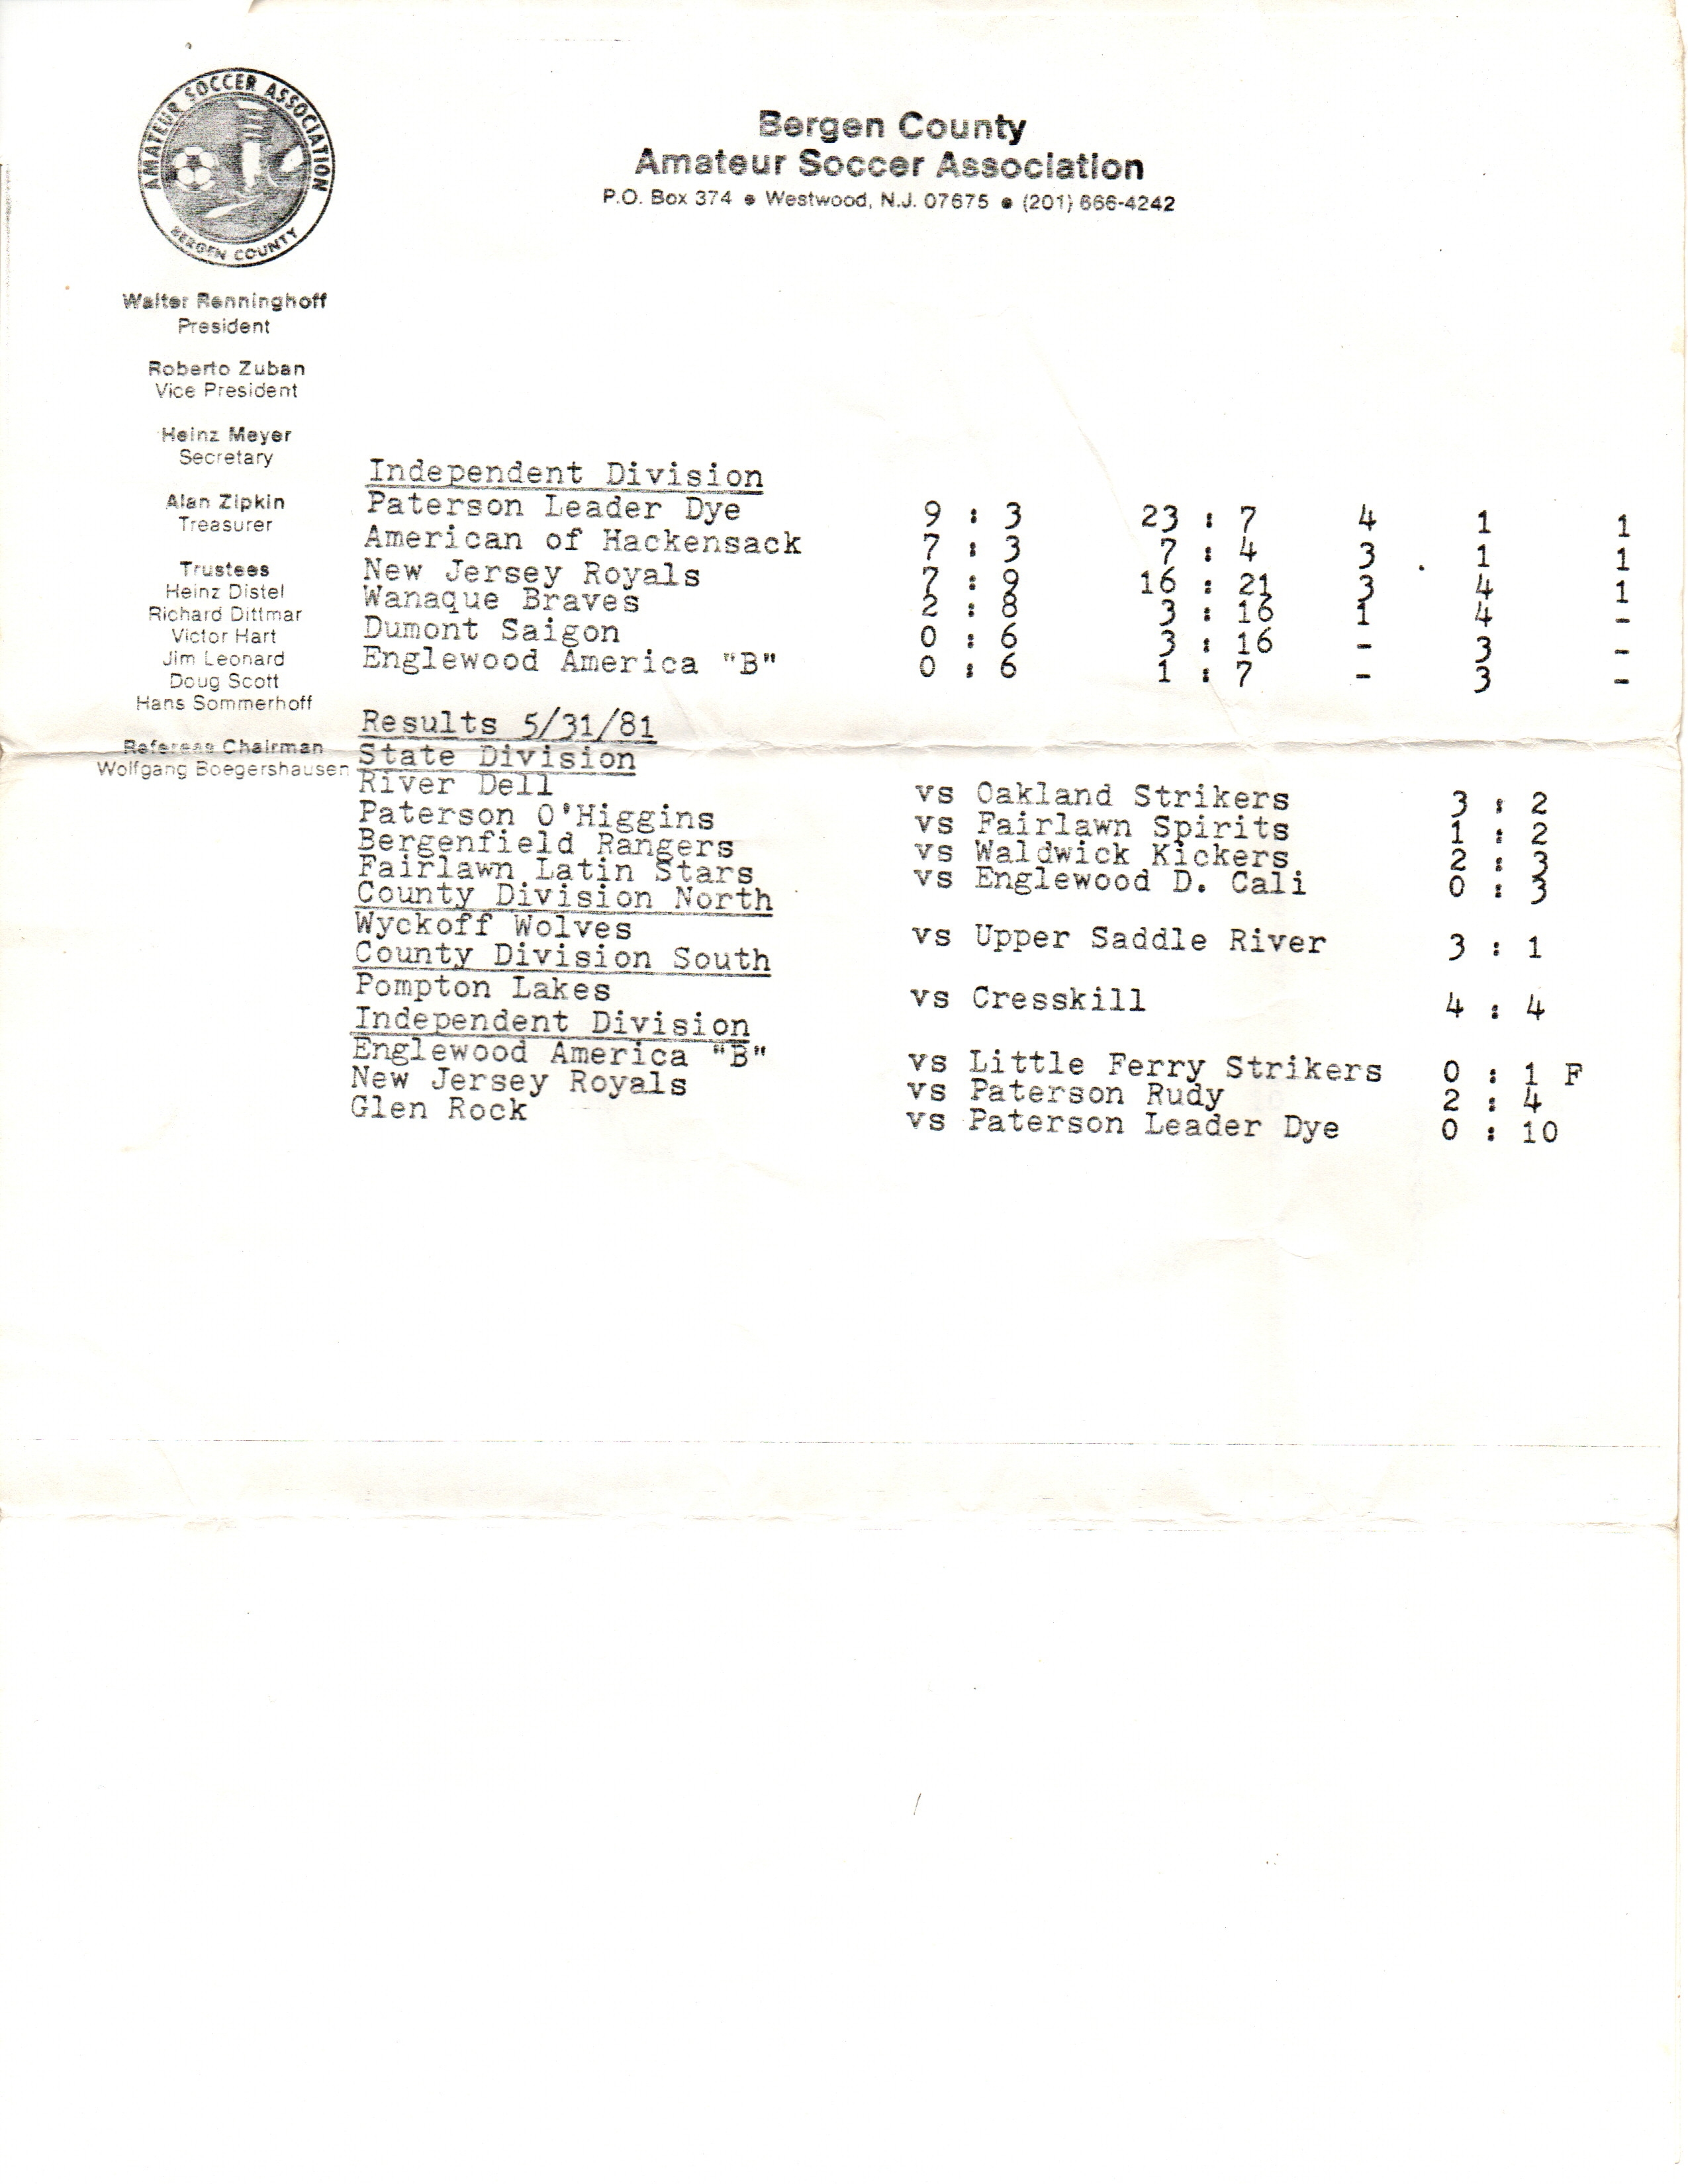 AMATEUR SOCCER ASSOCIATION
BERGEN COUNTY
Bergen County
Amateur Soccer Association
P.O. Box 374 • Westwood, N.J. 07675 • (201) 666-4242
Walter Renninghoff
President
Roberto Zuban
Vice President
Heinz Meyer
Secretary
Alan Zipkin
Treasurer
Trustees
Heinz Distel
Richard Dittmar
Victor Hart
Jim Leonard
Doug Scott
Hans Sommerhoff
Referees Chairman
Wolfgang Boegershausen
Independent Division
Paterson Leader Dye 9 : 3 23 : 7 4 1 1
American of Hackensack 7 : 3 7 : 4 3 1 1
New Jersey Royals 7 : 9 16 : 21 3 4 1
Wanaque Braves 2 : 8 3 : 16 1 4 -
Dumont Saigon 0 : 6 3 : 16 - 3 -
Englewood America "B" 0 : 6 1 : 7 - 3 -
Results 5/31/81
State Division
River Dell vs Oakland Strikers 3 : 2
Paterson O'Higgins vs Fairlawn Spirits 1 : 2
Bergenfield Rangers vs Waldwick Kickers 2 : 3
Fairlawn Latin Stars vs Englewood D. Cali 0 : 3
County Division North
Wyckoff Wolves vs Upper Saddle River 3 : 1
County Division South
Pompton Lakes vs Cresskill 4 : 4
Independent Division
Englewood America "B" vs Little Ferry Strikers 0 : 1 F
New Jersey Royals vs Paterson Rudy 2 : 4
Glen Rock vs Paterson Leader Dye 0 : 10